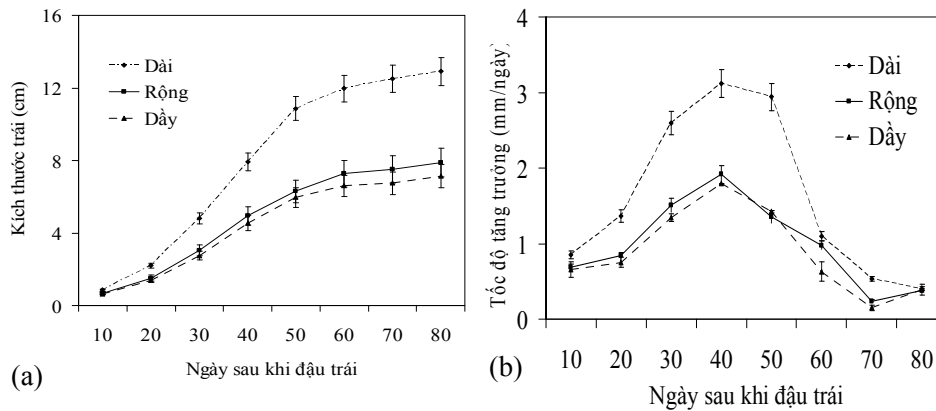 16
12
8
4
0
Kích thước trái (cm)
Dài
Rộng
Dầy
10 20 30 40 50 60 70 80
Ngày sau khi đậu trái
(a)
4
3
2
1
0
Tốc độ tăng trưởng (mm/ngày)
Dài
Rộng
Dầy
10 20 30 40 50 60 70 80
Ngày sau khi đậu trái
(b)